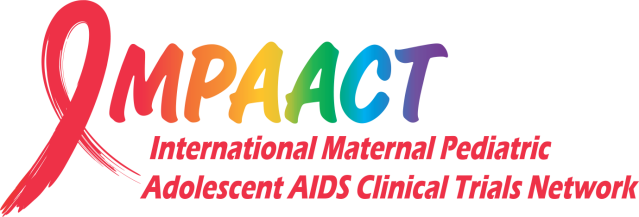 IMPAACT
International Maternal Pediatric
Adolescent AIDS Clinical Trials Network